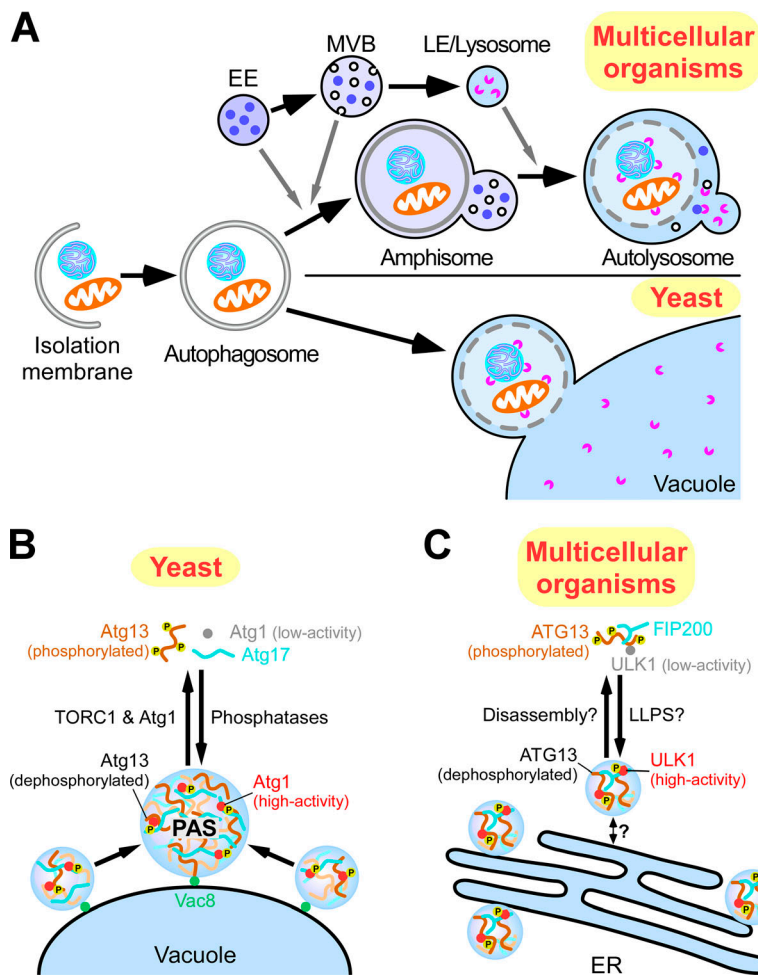 A
Multicellular
organisms
EE
MVB
LE/Lysosome
Amphisome
Autolysosome
Isolation
membrane
Autophagosome
Yeast
Vacuole
B
Yeast
Atg13
(phosphorylated)
P
P
P
Atg1 (low-activity)
Atg17
TORC1 & Atg1
Phosphatases
Atg13
(dephosphorylated)
Atg1
(high-activity)
P
P
P
P
PAS
P
P
P
P
Vac8
Vacuole
C
Multicellular
organisms
ATG13
(phosphorylated)
P
P
P
FIP200
ULK1 (low-activity)
Disassembly?
LLPS?
ATG13
(dephosphorylated)
ULK1
(high-activity)
P
P
?
P
P
P
P
P
P
ER